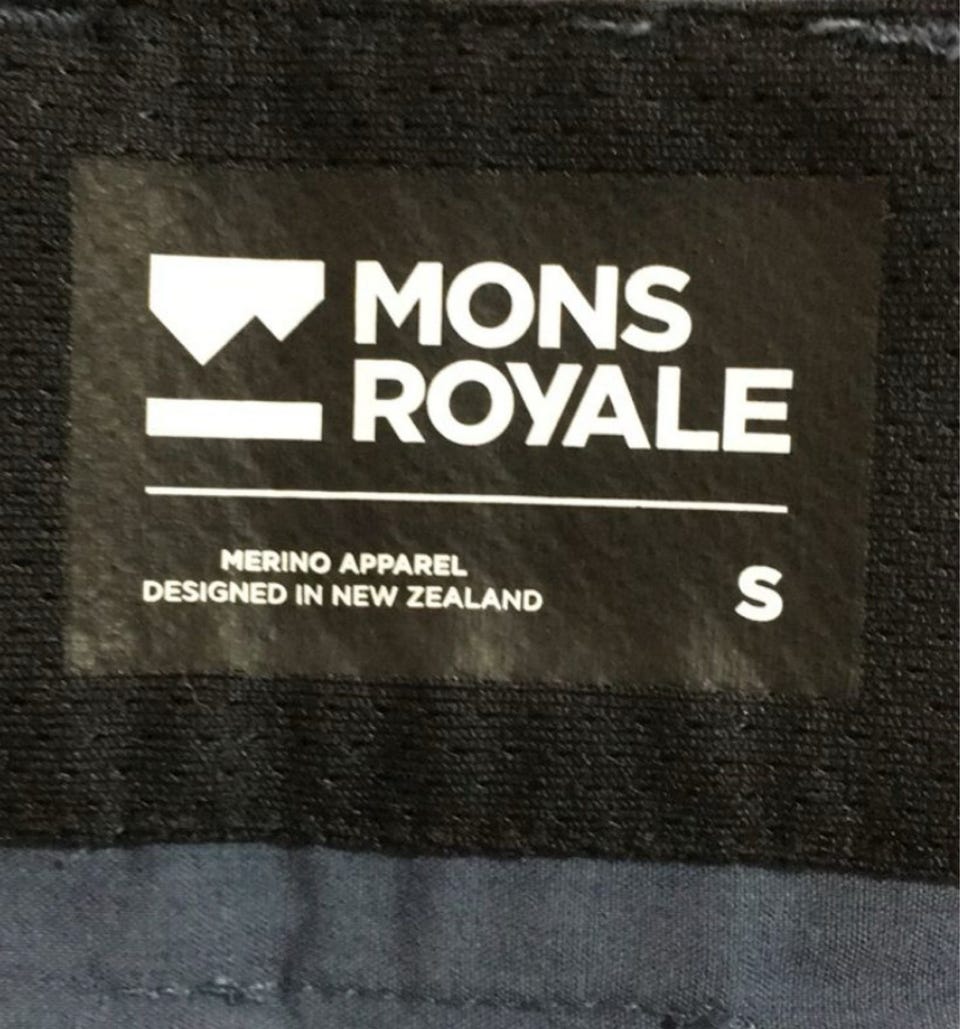 MONS
ROYALE
MERINO APPAREL
DESIGNED IN NEW ZEALAND
S